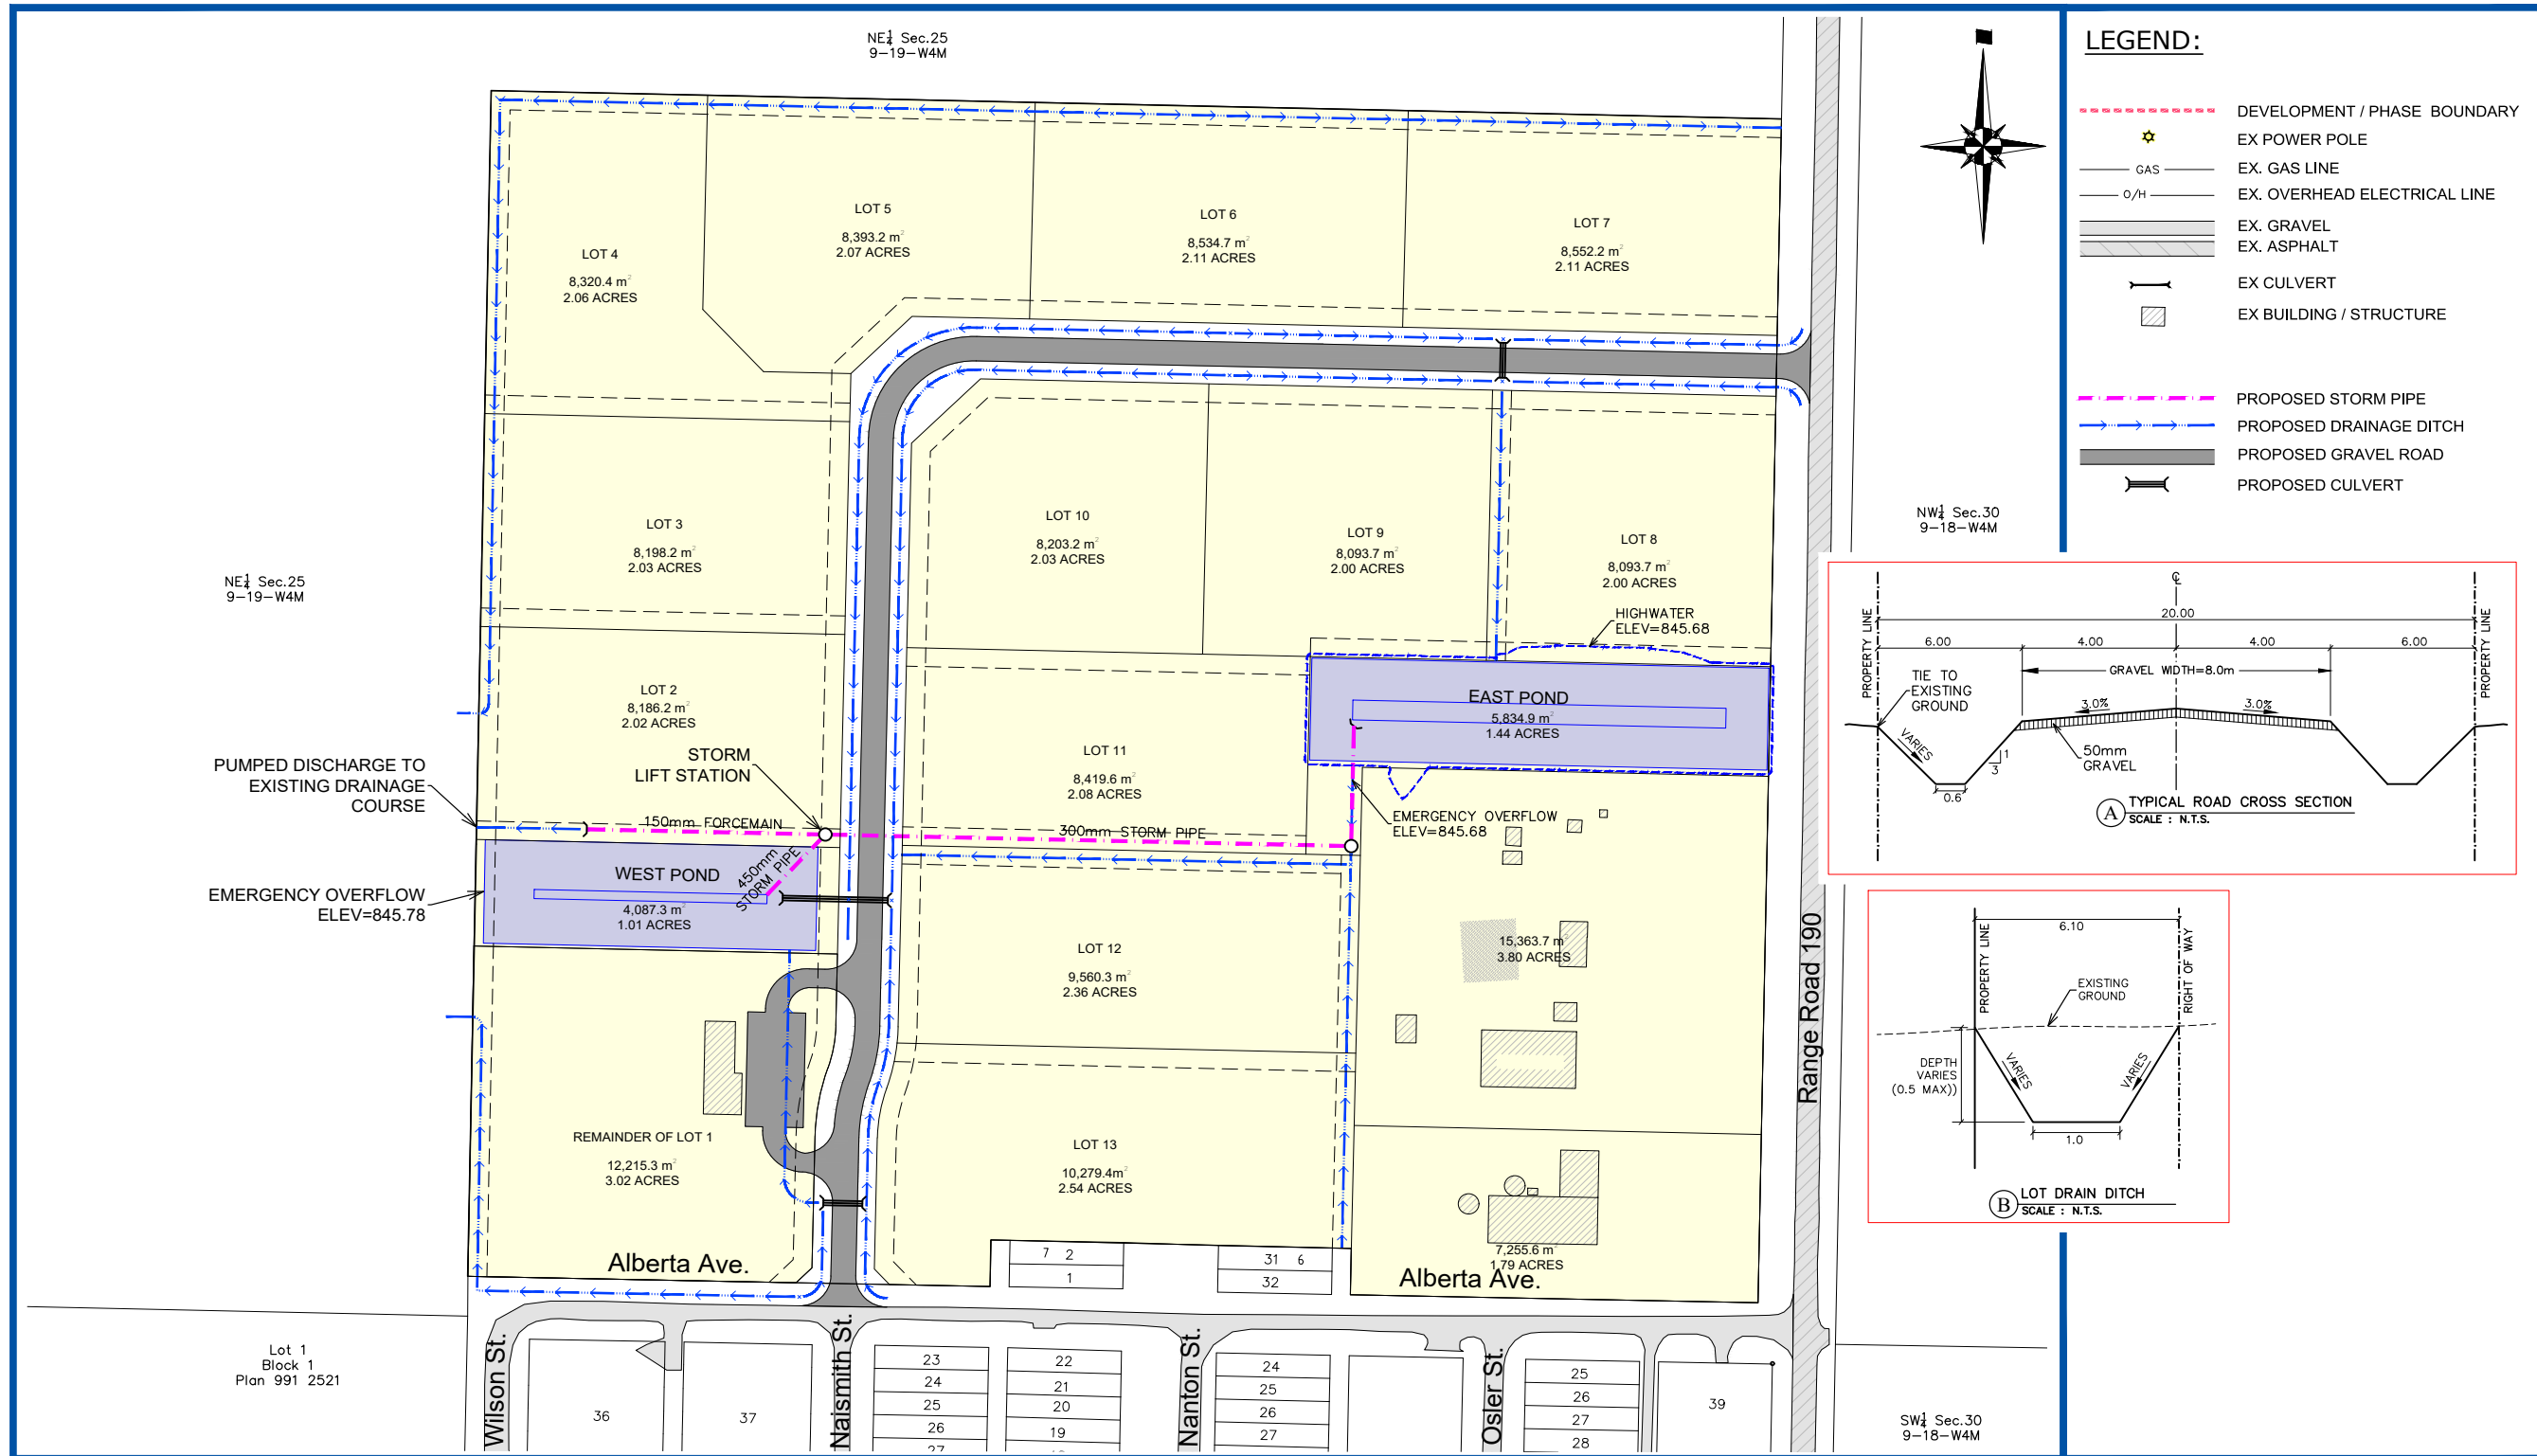 NE¼ Sec.25
9-19-W4M
LEGEND:
DEVELOPMENT / PHASE BOUNDARY
EX POWER POLE
GAS
EX. GAS LINE
O/H
EX. OVERHEAD ELECTRICAL LINE
EX. GRAVEL
EX. ASPHALT
EX CULVERT
EX BUILDING / STRUCTURE
PROPOSED STORM PIPE
PROPOSED DRAINAGE DITCH
PROPOSED GRAVEL ROAD
PROPOSED CULVERT
LOT 4
8,320.4 m²
2.06 ACRES
LOT 5
8,393.2 m²
2.07 ACRES
LOT 6
8,534.7 m²
2.11 ACRES
LOT 7
8,552.2 m²
2.11 ACRES
LOT 3
8,198.2 m²
2.03 ACRES
LOT 10
8,203.2 m²
2.03 ACRES
LOT 9
8,093.7 m²
2.00 ACRES
LOT 8
8,093.7 m²
2.00 ACRES
NW¼ Sec.30
9-18-W4M
NE¼ Sec.25
9-19-W4M
HIGHWATER
ELEV=845.68
LOT 2
8,186.2 m²
2.02 ACRES
EAST POND
5,834.9 m²
1.44 ACRES
STORM
LIFT STATION
LOT 11
8,419.6 m²
2.08 ACRES
PUMPED DISCHARGE TO
EXISTING DRAINAGE
COURSE
150mm FORCEMAIN
300mm STORM PIPE
EMERGENCY OVERFLOW
ELEV=845.68
450mm
STORM PIPE
WEST POND
4,087.3 m²
1.01 ACRES
EMERGENCY OVERFLOW
ELEV=845.78
LOT 12
9,560.3 m²
2.36 ACRES
15,363.7 m²
3.80 ACRES
Range Road 190
REMAINDER OF LOT 1
12,215.3 m²
3.02 ACRES
LOT 13
10,279.4m²
2.54 ACRES
7,255.6 m²
1.79 ACRES
Alberta Ave.
Alberta Ave.
7 2
1
31 6
32
Lot 1
Block 1
Plan 991 2521
Wilson St.
36
37
Naismith St.
23
24
25
26
27
22
21
20
19
Nanton St.
24
25
26
27
Osler St.
25
26
27
28
39
SW¼ Sec.30
9-18-W4M
PROPERTY LINE
℄
PROPERTY LINE
20.00
6.00
4.00
4.00
6.00
GRAVEL WIDTH=8.0m
TIE TO
EXISTING
GROUND
3.0%
3.0%
VARIES
1
3
50mm
GRAVEL
0.6
A
TYPICAL ROAD CROSS SECTION
SCALE : N.T.S.
PROPERTY LINE
6.10
RIGHT OF WAY
EXISTING
GROUND
DEPTH
VARIES
(0.5 MAX))
VARIES
VARIES
1.0
B
LOT DRAIN DITCH
SCALE : N.T.S.